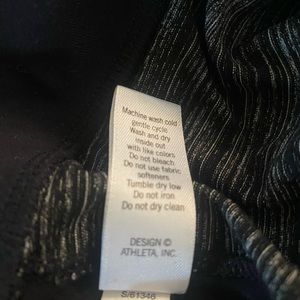 Machine wash cold
gentle cycle
Wash and dry
inside out
with like colors
Do not bleach
Do not use fabric
softeners
Tumble dry low
Do not iron
Do not dry clean
DESIGN ©
ATHLETA, INC.
S/61346